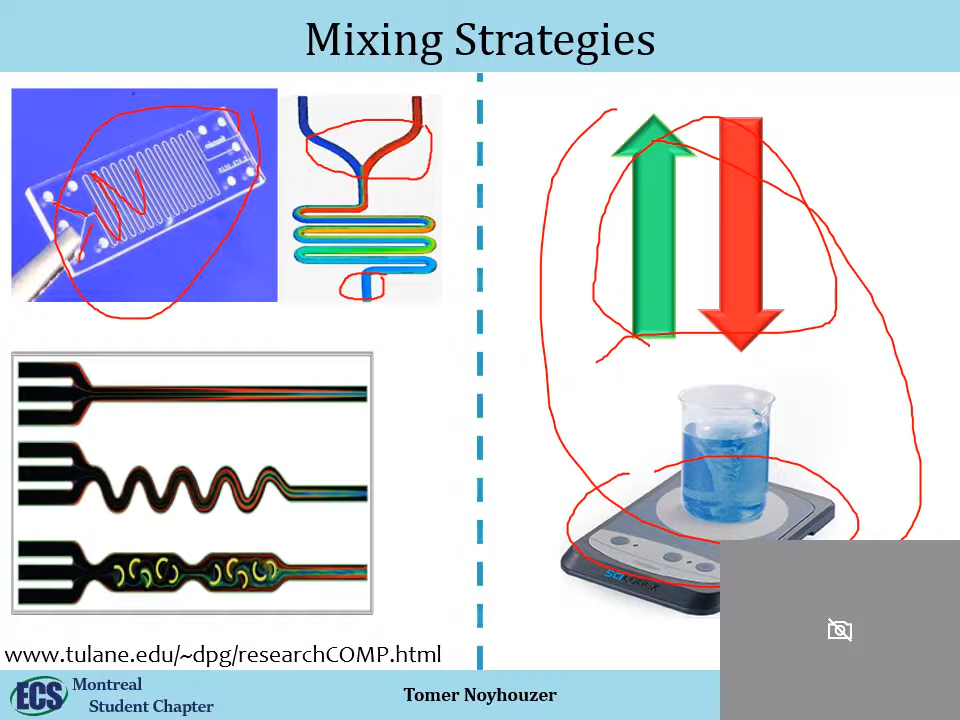 Mixing Strategies
www.tulane.edu/~dpg/researchCOMP.html
ECS
Montreal
Student Chapter
Tomer Noyhouzer